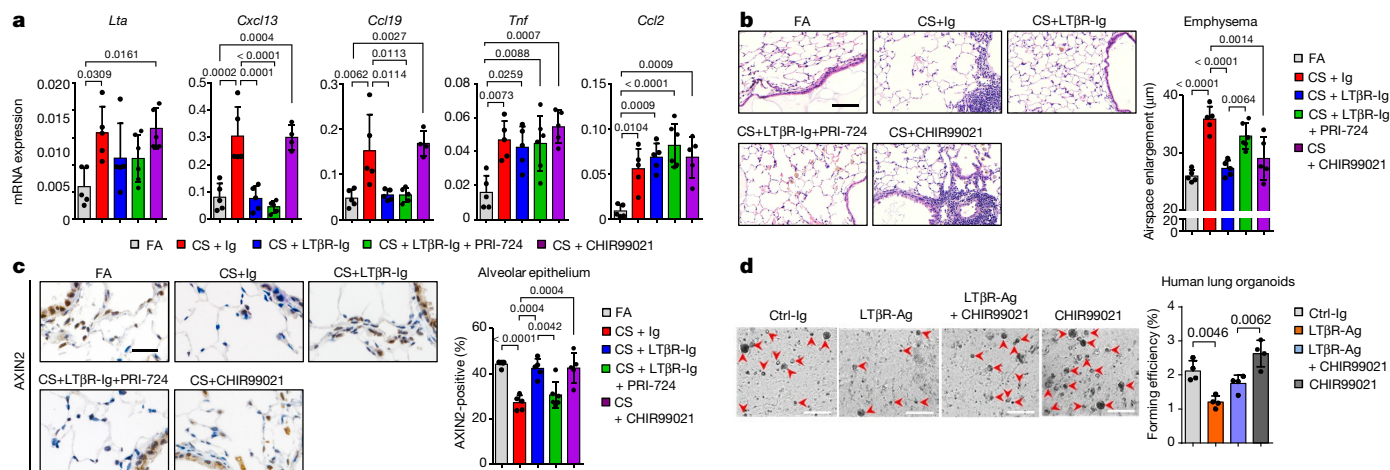 a
Lta
Cxcl13
Ccl19
Tnf
Ccl2
mRNA expression
0.020
0.015
0.010
0.005
0
0.0161
0.0309
0.5
0.4
0.3
0.2
0.1
0
0.0004
< 0.0001
0.0002
0.0001
0.3
0.2
0.1
0
0.0027
0.0113
0.0062
0.0114
0.08
0.06
0.04
0.02
0
0.0007
0.0088
0.0259
0.0073
0.15
0.10
0.05
0
0.0009
< 0.0001
0.0009
0.0104
FA
CS + Ig
CS + LTβR-Ig
CS + LTβR-Ig + PRI-724
CS + CHIR99021
b
FA
CS+Ig
CS+LTβR-Ig
CS+LTβR-Ig+PRI-724
CS+CHIR99021
Emphysema
Airspace enlargement (μm)
40
30
20
20
0
0.0014
< 0.0001
< 0.0001
0.0064
FA
CS + Ig
CS + LTβR-Ig
CS + LTβR-Ig
+ PRI-724
CS
+ CHIR99021
c
AXIN2
FA
CS+Ig
CS+LTβR-Ig
CS+LTβR-Ig+PRI-724
CS+CHIR99021
Alveolar epithelium
AXIN2-positive (%)
60
40
20
0
0.0004
0.0004
< 0.0001
0.0042
FA
CS + Ig
CS + LTβR-Ig
CS + LTβR-Ig
+ PRI-724
CS
+ CHIR99021
d
Ctrl-Ig
LTβR-Ag
LTβR-Ag
+ CHIR99021
CHIR99021
Human lung organoids
Forming efficiency (%)
4
3
2
1
0
0.0046
0.0062
Ctrl-Ig
LTβR-Ag
LTβR-Ag
+ CHIR99021
CHIR99021